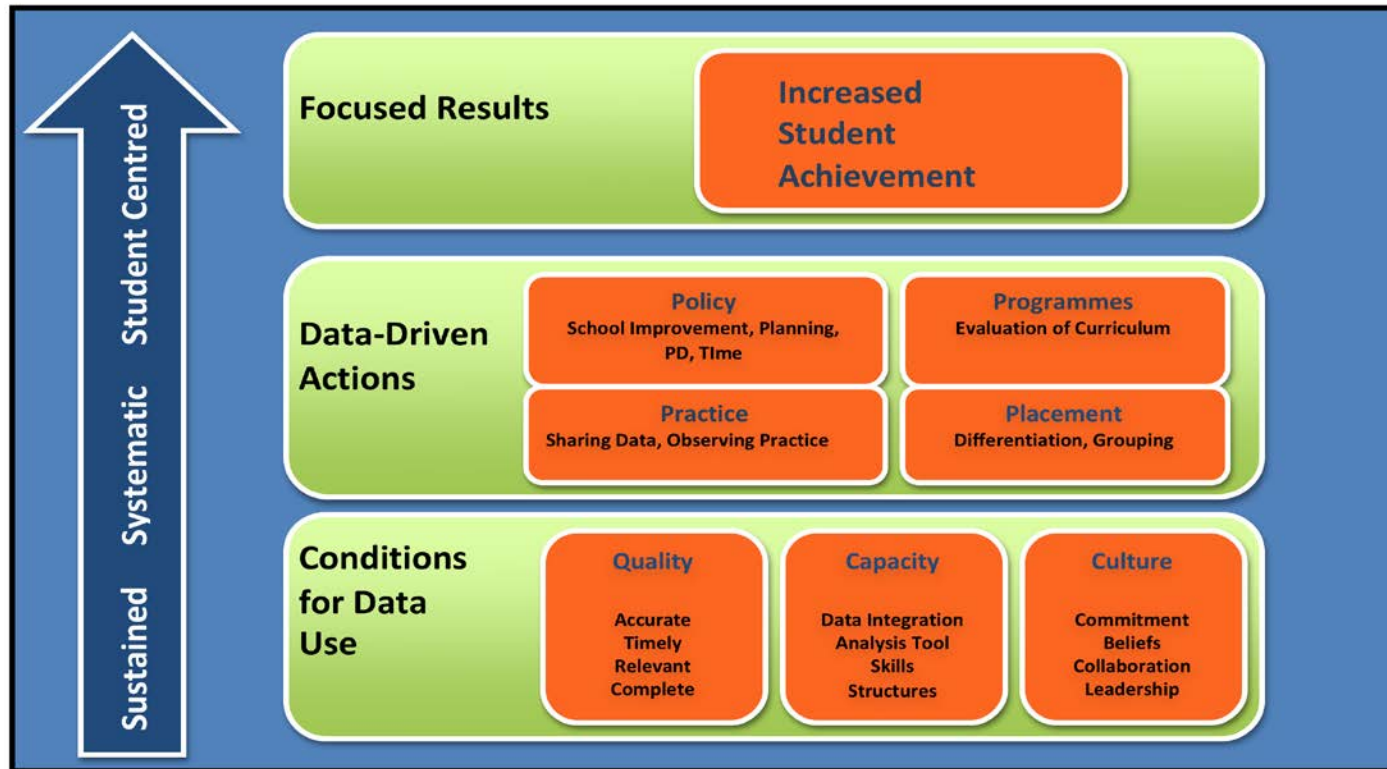 Sustained Systematic Student Centred
Focused Results
Increased
Student
Achievement
Data-Driven
Actions
Policy
School Improvement, Planning,
PD, TIme
Programmes
Evaluation of Curriculum
Practice
Sharing Data, Observing Practice
Placement
Differentiation, Grouping
Conditions
for Data
Use
Quality
Accurate
Timely
Relevant
Complete
Capacity
Data Integration
Analysis Tool
Skills
Structures
Culture
Commitment
Beliefs
Collaboration
Leadership